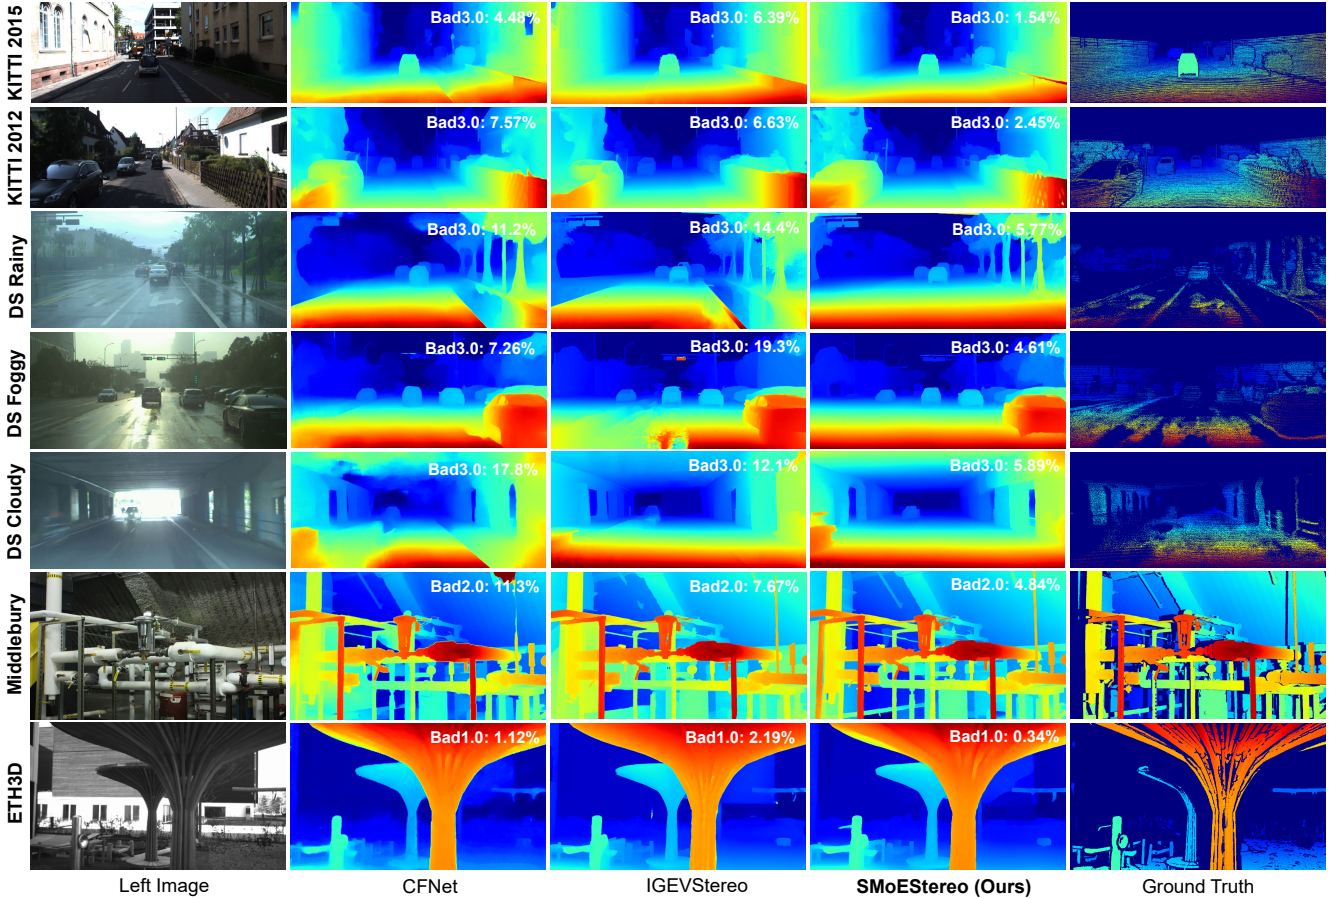 KITTI 2015
Bad3.0: 4.48%
Bad3.0: 6.39%
Bad3.0: 1.54%
KITTI 2012
Bad3.0: 7.57%
Bad3.0: 6.63%
Bad3.0: 2.45%
DS Rainy
Bad3.0: 11.2%
Bad3.0: 14.4%
Bad3.0: 5.77%
DS Foggy
Bad3.0: 7.26%
Bad3.0: 19.3%
Bad3.0: 4.61%
DS Cloudy
Bad3.0: 17.8%
Bad3.0: 12.1%
Bad3.0: 5.89%
Middlebury
Bad2.0: 11.3%
Bad2.0: 7.67%
Bad2.0: 4.84%
ETH3D
Bad1.0: 1.12%
Bad1.0: 2.19%
Bad1.0: 0.34%
Left Image
CFNet
IGEVStereo
SMoEStereo (Ours)
Ground Truth